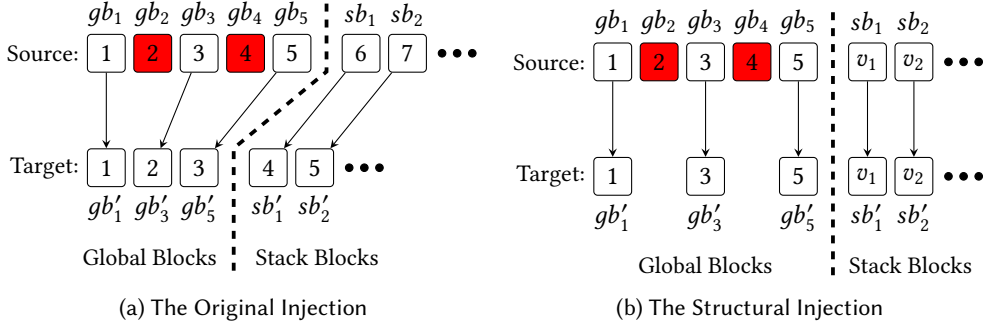 gb₁ gb₂ gb₃ gb₄ gb₅ sb₁ sb₂
Source: 1 2 3 4 5 6 7 •••
Target: 1 2 3 4 5 •••
gb′₁ gb′₃ gb′₅ sb′₁ sb′₂
Global Blocks Stack Blocks
(a) The Original Injection
gb₁ gb₂ gb₃ gb₄ gb₅ sb₁ sb₂
Source: 1 2 3 4 5 v₁ v₂ •••
Target: 1 3 5 v₁ v₂ •••
gb′₁ gb′₃ gb′₅ sb′₁ sb′₂
Global Blocks Stack Blocks
(b) The Structural Injection